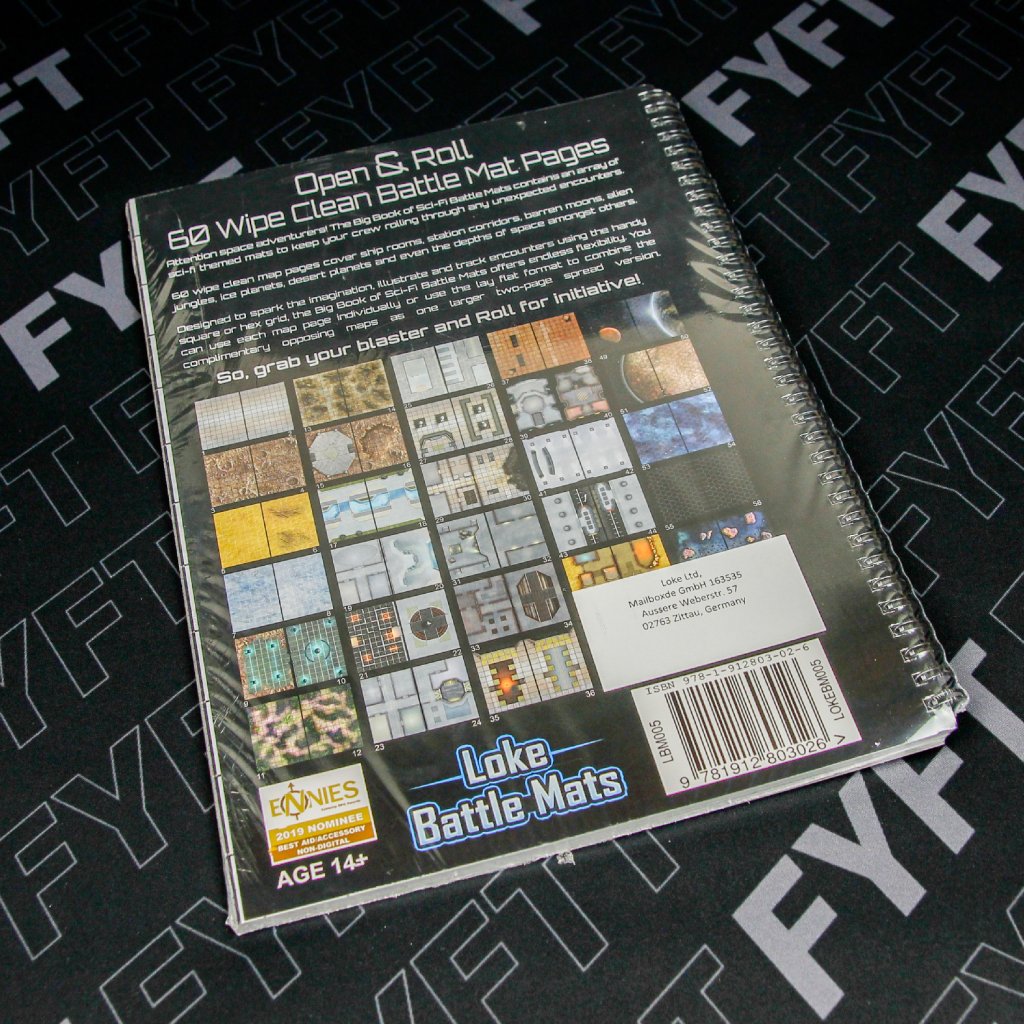 Open & Roll
60 Wipe Clean Battle Mat Pages
Attention space adventurers! The Big Book of Sci-Fi Battle Mats contains an array of
sci-fi themed mats to keep your crew rolling through any unexpected encounters.
60 wipe clean map pages cover ship rooms, station corridors, barren moons, alien
jungles, ice planets, desert planets and even the depths of space amongst others.
Designed to spark the imagination, illustrate and track encounters using the handy
square or hex grid, the Big Book of Sci-Fi Battle Mats offers endless flexibility. You
can use each map page individually or use the lay flat format to combine the
complimentary opposing maps as one larger two-page spread version.
So, grab your blaster and Roll for initiative!
Loke Ltd,
Mailboxde GmbH 163535
Aussere Weberstr. 57
02763 Zittau, Germany
ISBN 978-1-912803-02-6
LBM005
LOKEBM005
9 781912 803026 >
Loke
Battle Mats
ENNIES
2019 NOMINEE
BEST AID/ACCESSORY
NON-DIGITAL
AGE 14+
FYFT